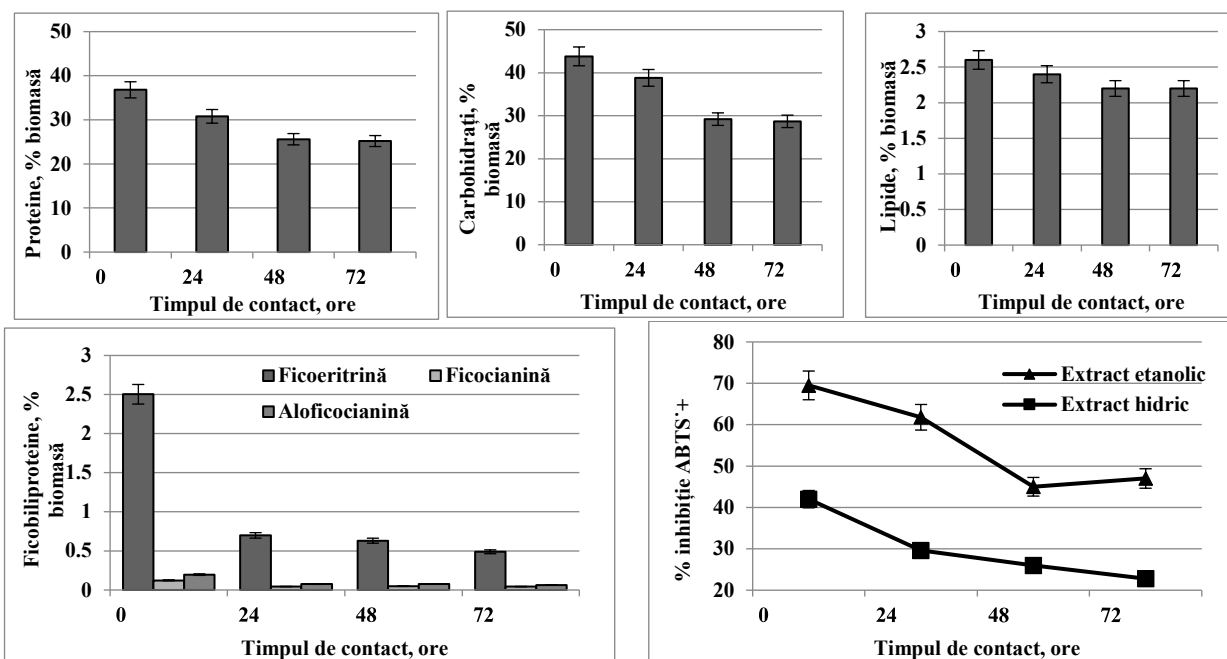 Proteine, % biomasă
50
40
30
20
10
0
0 24 48 72
Timpul de contact, ore
Carbohidrați, %
biomasă
50
40
30
20
10
0
0 24 48 72
Timpul de contact, ore
Lipide, % biomasă
3
2.5
2
1.5
1
0.5
0
0 24 48 72
Timpul de contact, ore
Ficobiliproteine, %
biomasă
3
2.5
2
1.5
1
0.5
0
Ficoeritrină Ficocianină
Aloficocianină
0 24 48 72
Timpul de contact, ore
% inhibiție ABTS˙+
80
70
60
50
40
30
20
Extract etanolic
Extract hidric
0 24 48 72
Timpul de contact, ore